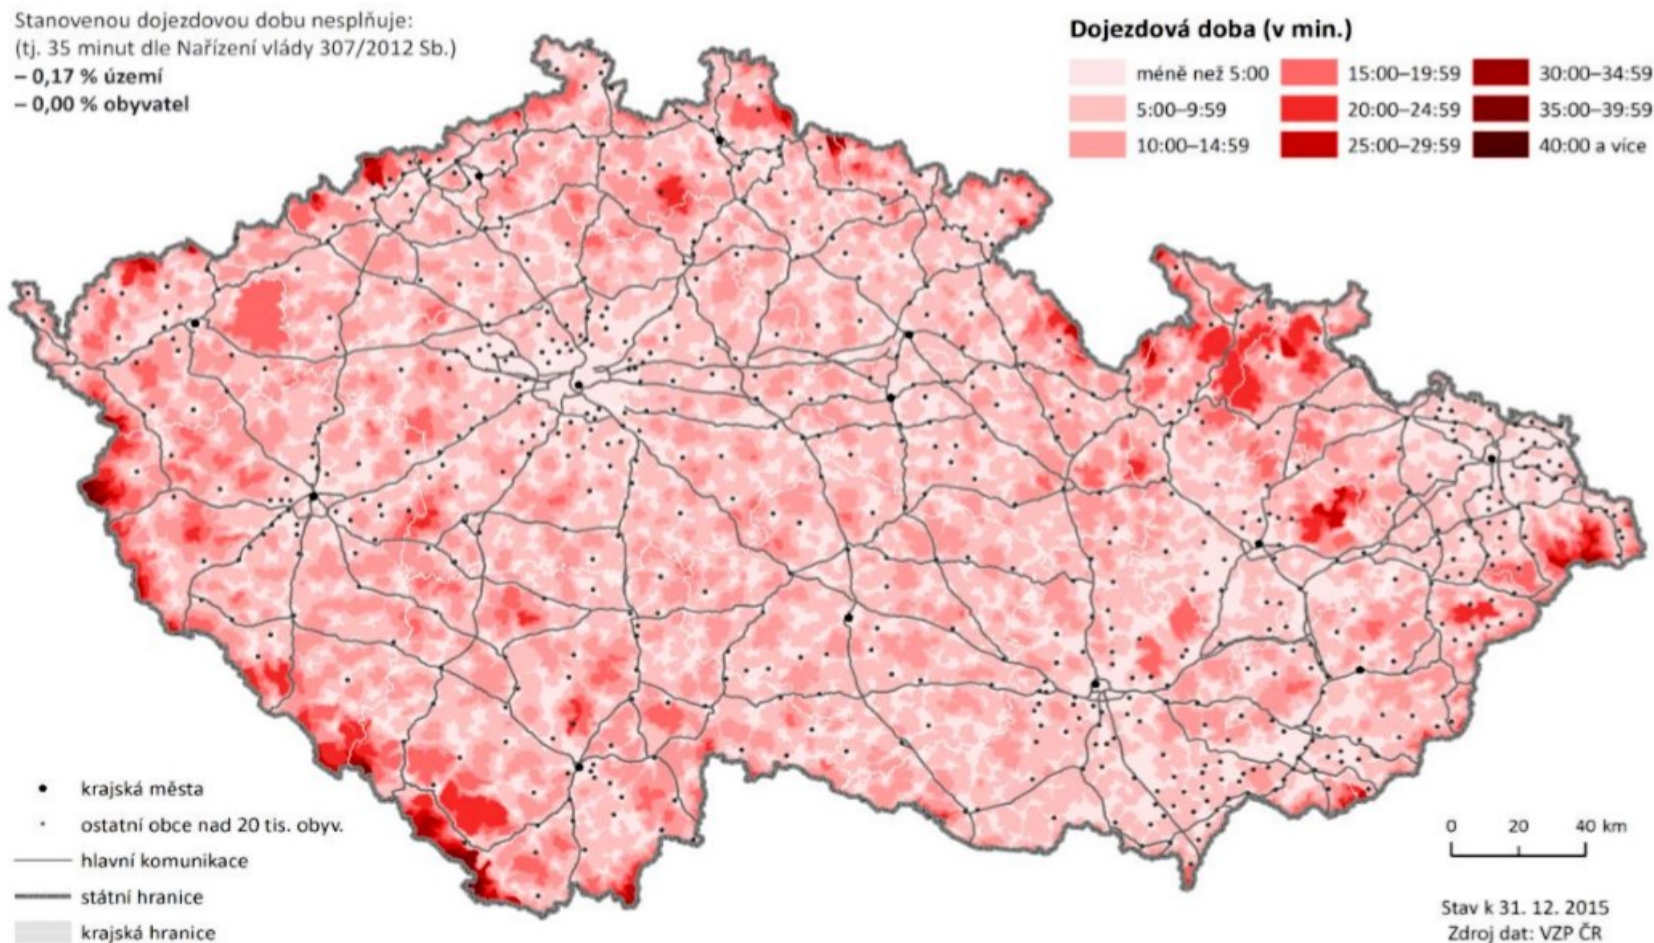 Stanovenou dojezdovou dobu nesplňuje:
(tj. 35 minut dle Nařízení vlády 307/2012 Sb.)
– 0,17 % území
– 0,00 % obyvatel
Dojezdová doba (v min.)
méně než 5:00
5:00–9:59
10:00–14:59
15:00–19:59
20:00–24:59
25:00–29:59
30:00–34:59
35:00–39:59
40:00 a více
krajská města
ostatní obce nad 20 tis. obyv.
hlavní komunikace
státní hranice
krajská hranice
0 20 40 km
Stav k 31. 12. 2015
Zdroj dat: VZP ČR